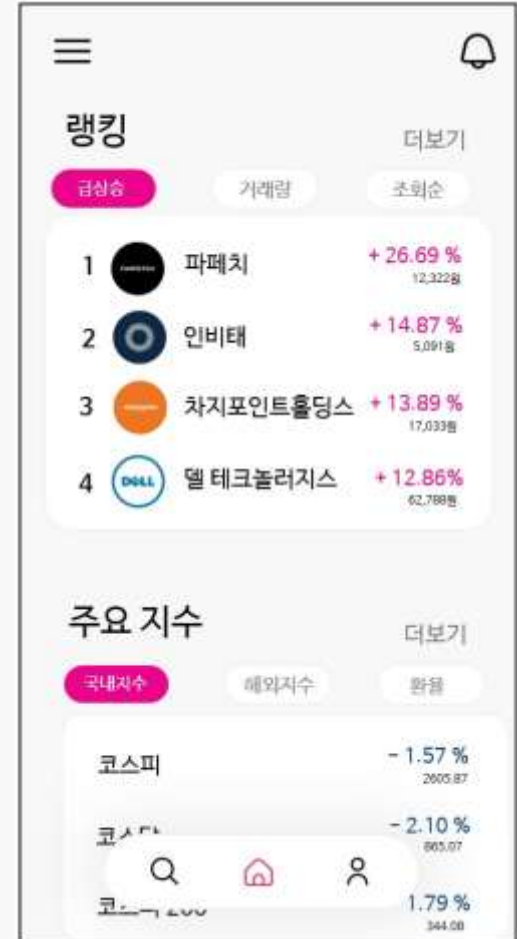 랭킹
더보기
급상승 거래량 조회순
1 파페치 + 26.69 %
12,322원
2 인비태 + 14.87 %
5,091원
3 차지포인트홀딩스 + 13.89 %
17,033원
4 DELL 델 테크놀러지스 + 12.86%
62,788원
주요 지수
더보기
국내지수 해외지수 환율
코스피 - 1.57 %
2605.87
- 2.10 %
865.07
1.79 %
344.08